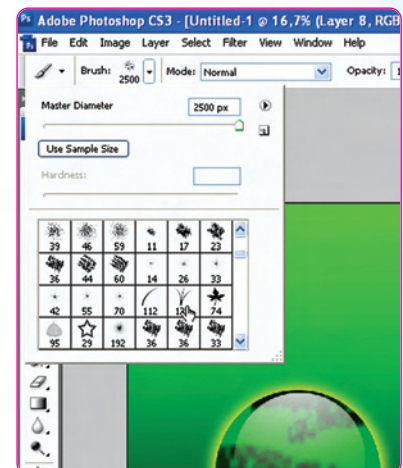 Adobe Photoshop CS3 - [Untitled-1 @ 16,7% (Layer 8, RGB
File Edit Image Layer Select Filter View Window Help
Brush: 2500 Mode: Normal Opacity:
Master Diameter 2500 px
Use Sample Size
Hardness:
39 46 59 11 17 23
36 44 60 14 26 33
42 55 70 112 74
95 29 192 36 36 33